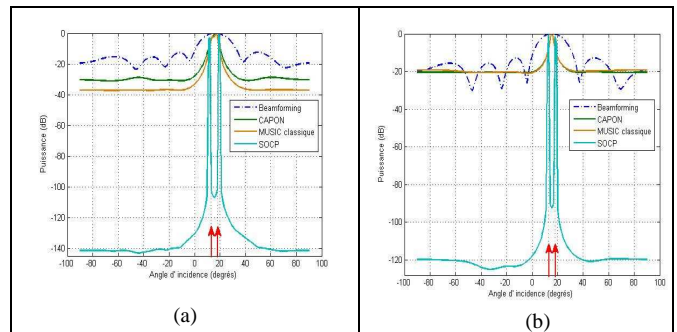 0
-20
-40
-60
-80
-100
-120
-140
Puissance (dB)
Beamforming
CAPON
MUSIC classique
SOCP
-100 -80 -60 -40 -20 0 20 40 60 80 100
Angle d' incidence (degrés)
(a)
0
-20
-40
-60
-80
-100
-120
Puissance (dB)
Beamforming
CAPON
MUSIC classique
SOCP
-100 -80 -60 -40 -20 0 20 40 60 80 100
Angle d' incidence (degrés)
(b)